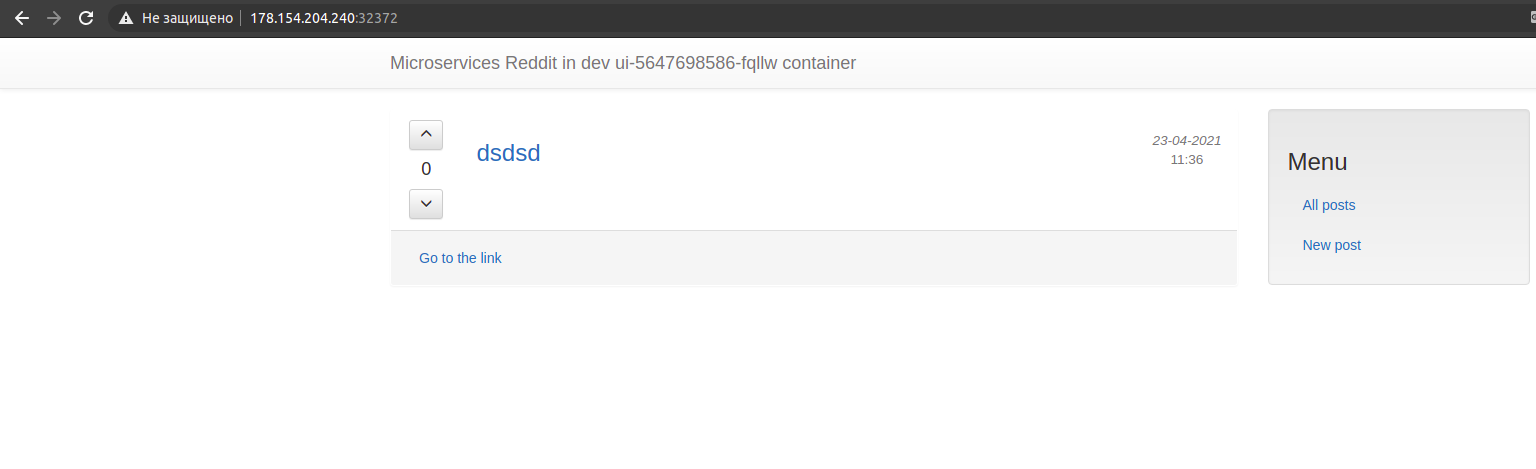 Не защищено 178.154.204.240:32372
Microservices Reddit in dev ui-5647698586-fqllw container
0
dsdsd
23-04-2021
11:36
Go to the link
Menu
All posts
New post